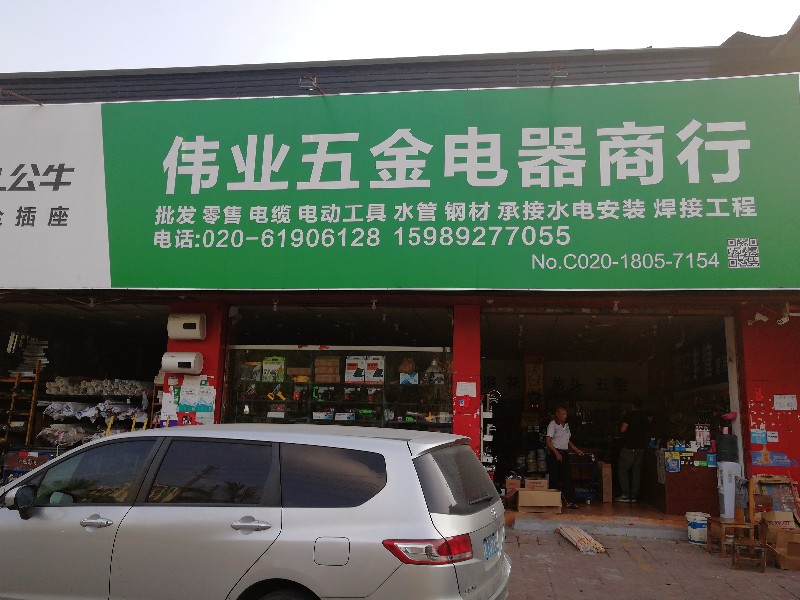 公牛
插座
伟业五金电器商行
批发 零售 电缆 电动工具 水管 钢材 承接水电安装 焊接工程
电话:020-61906128 15989277055
No.C020-1805-7154